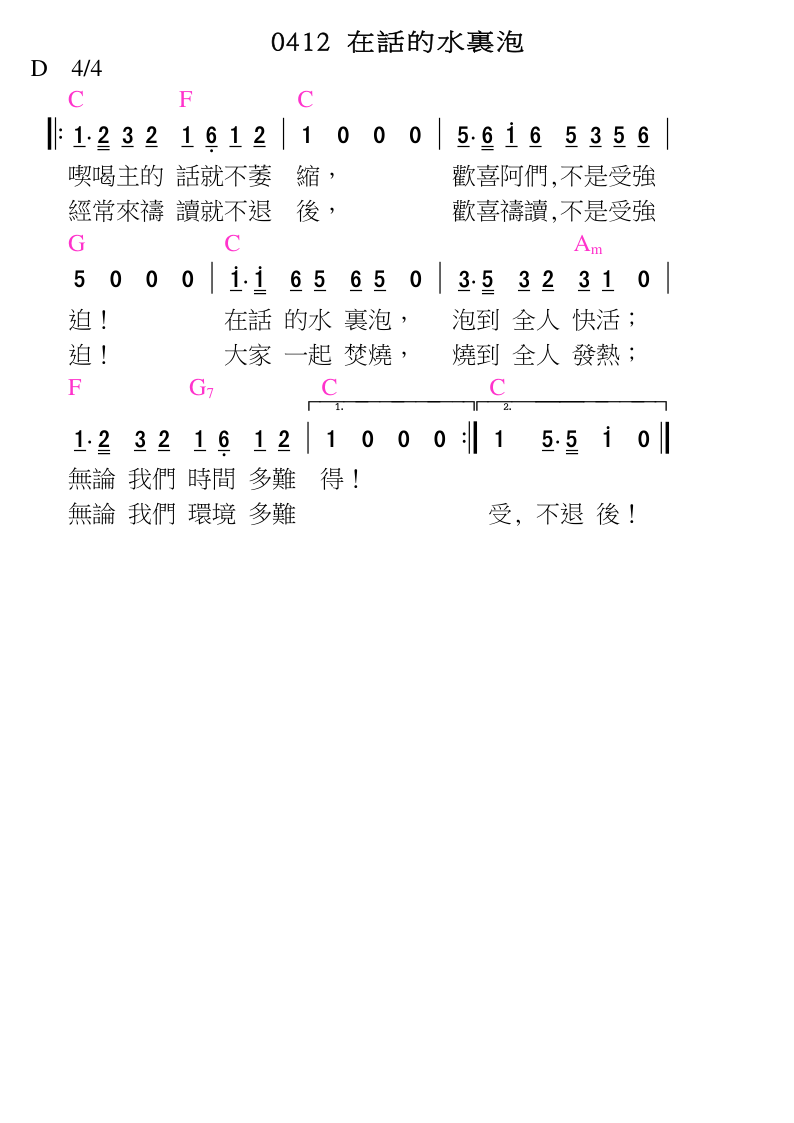 0412 在話的水裏泡
D 4/4
C F C
1· 2 3 2 1 6 1 2 | 1 0 0 0 | 5· 6 1 6 5 3 5 6 |
喫喝主的 話就不萎 縮， 歡喜阿們,不是受強
經常來禱 讀就不退 後， 歡喜禱讀,不是受強
G C Am
5 0 0 0 | 1· 1 6 5 6 5 0 | 3· 5 3 2 3 1 0 |
迫！ 在話 的水 裏泡， 泡到 全人 快活；
迫！ 大家 一起 焚燒， 燒到 全人 發熱；
F G7 C C
1. 2.
1· 2 3 2 1 6 1 2 | 1 0 0 0 :| 1 5· 5 1 0 |
無論 我們 時間 多難 得！
無論 我們 環境 多難 受, 不退 後！